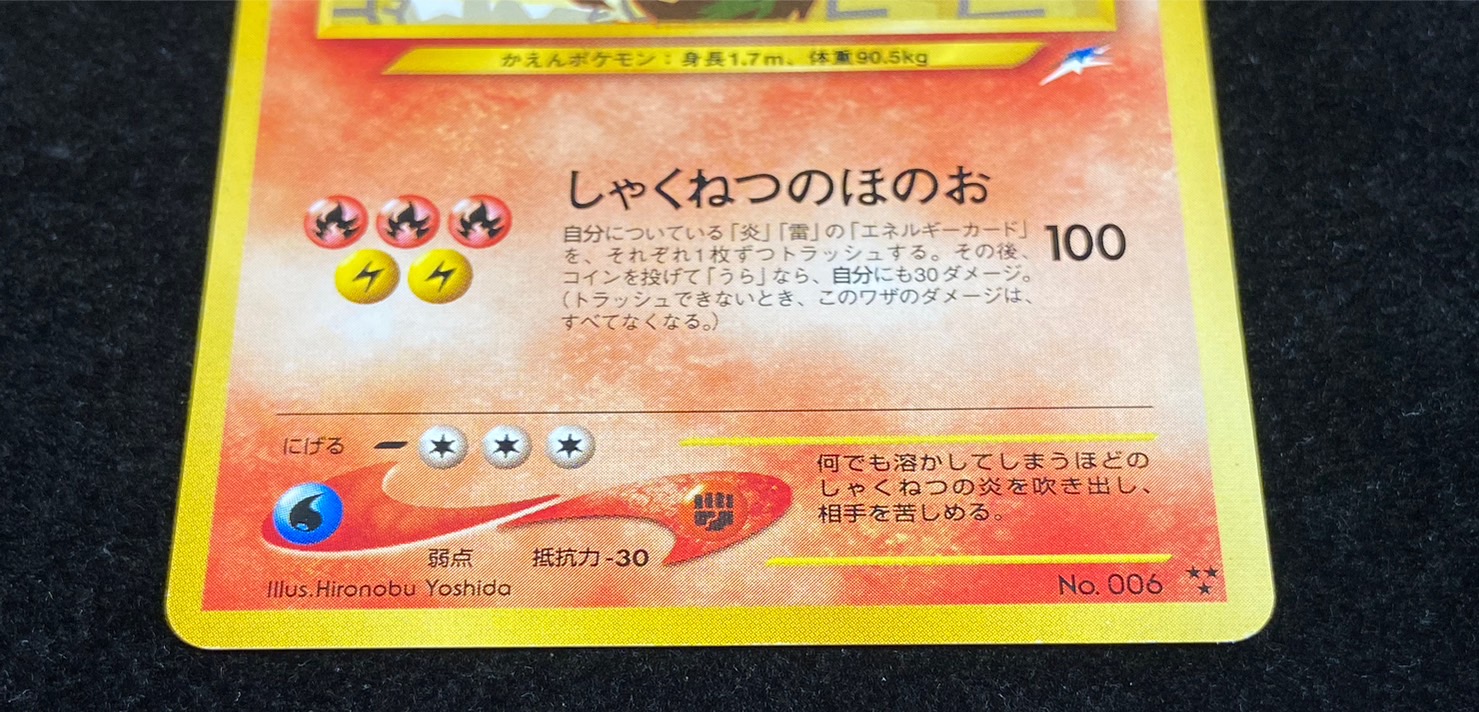 かえんポケモン：身長1.7m、体重90.5kg
しゃくねつのほのお
自分についている「炎」「雷」の「エネルギーカード」
を、それぞれ1枚ずつトラッシュする。その後、
コインを投げて「うら」なら、自分にも30ダメージ。
（トラッシュできないとき、このワザのダメージは、
すべてなくなる。）
100
にげる
何でも溶かしてしまうほどの
しゃくねつの炎を吹き出し、
相手を苦しめる。
弱点 抵抗力-30
Illus.Hironobu Yoshida
No. 006 ★★★